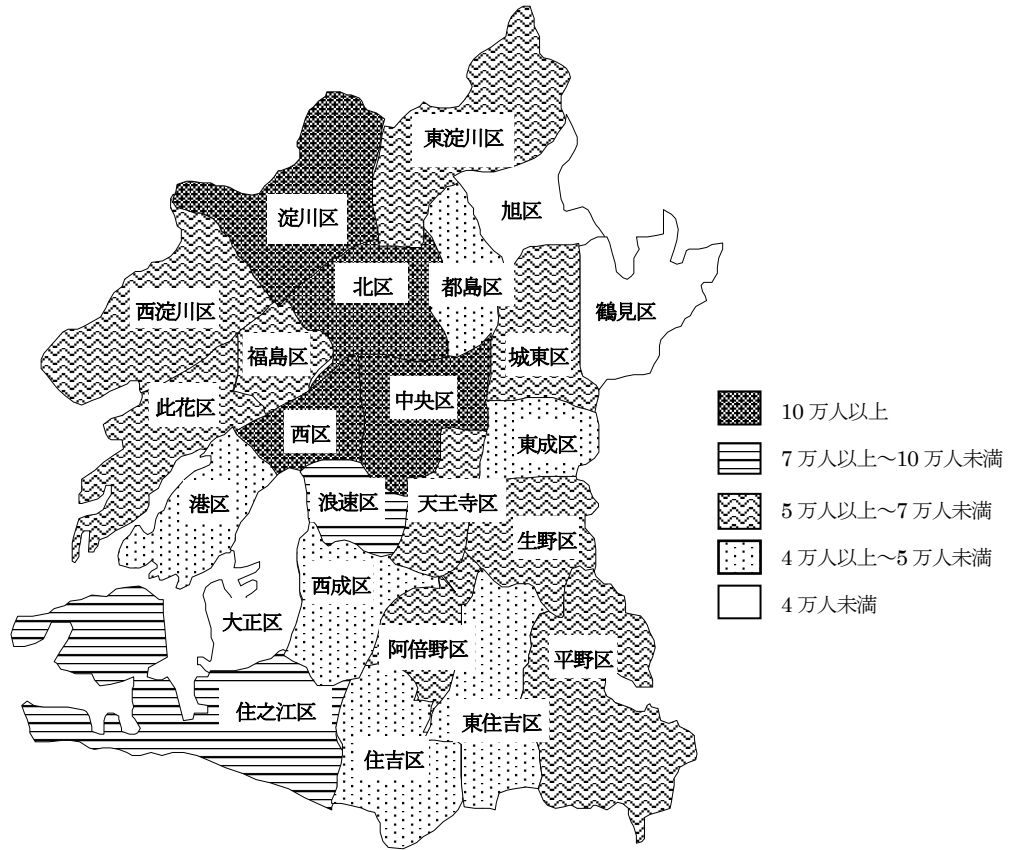 東淀川区
旭区
淀川区
北区
都島区
鶴見区
西淀川区
福島区
城東区
此花区
中央区
西区
東成区
港区
浪速区
天王寺区
生野区
西成区
大正区
阿倍野区
平野区
住之江区
東住吉区
住吉区
10万人以上
7万人以上～10万人未満
5万人以上～7万人未満
4万人以上～5万人未満
4万人未満